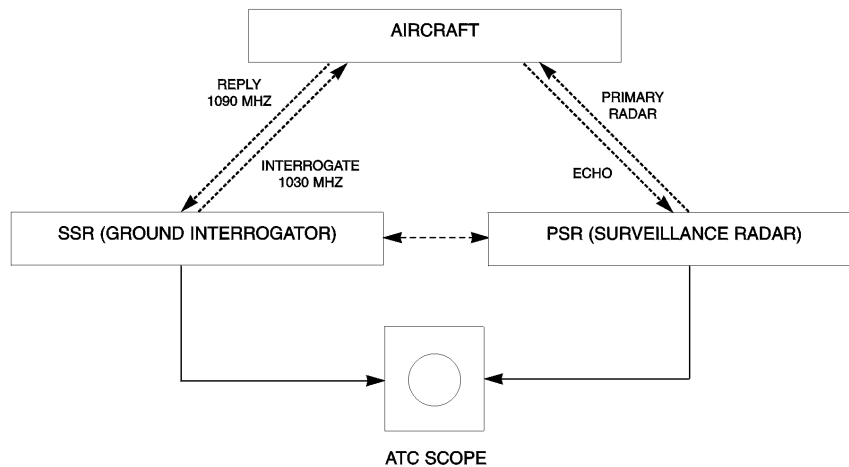 AIRCRAFT
REPLY
1090 MHZ
PRIMARY
RADAR
INTERROGATE
1030 MHZ
ECHO
SSR (GROUND INTERROGATOR)
PSR (SURVEILLANCE RADAR)
ATC SCOPE